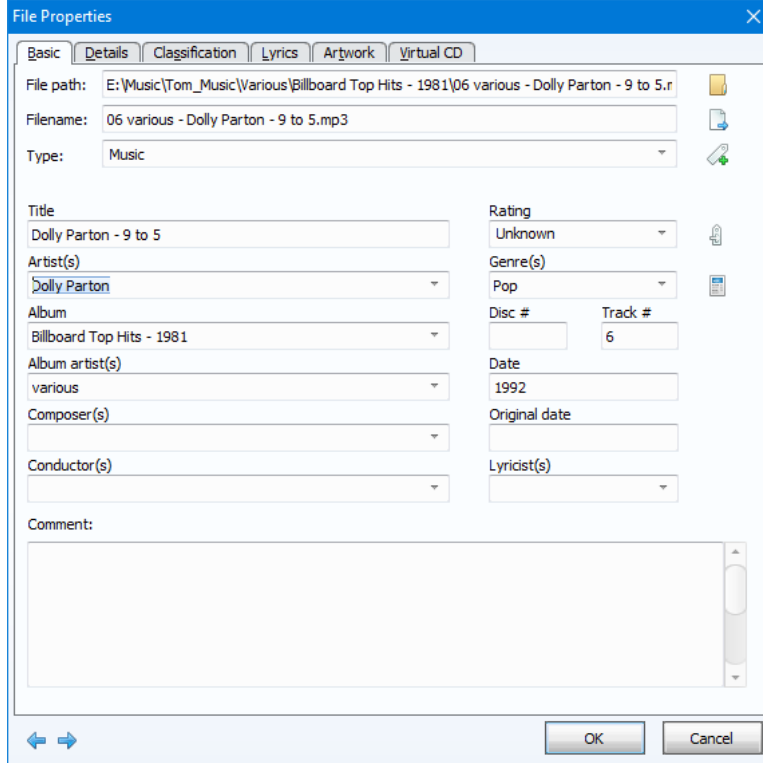 File Properties
Basic Details Classification Lyrics Artwork Virtual CD
File path: E:\Music\Tom_Music\Various\Billboard Top Hits - 1981\06 various - Dolly Parton - 9 to 5.r
Filename: 06 various - Dolly Parton - 9 to 5.mp3
Type: Music
Title Rating
Dolly Parton - 9 to 5 Unknown
Artist(s) Genre(s)
Dolly Parton Pop
Album Disc # Track #
Billboard Top Hits - 1981 6
Album artist(s) Date
various 1992
Composer(s) Original date
Conductor(s) Lyricist(s)
Comment:
OK Cancel